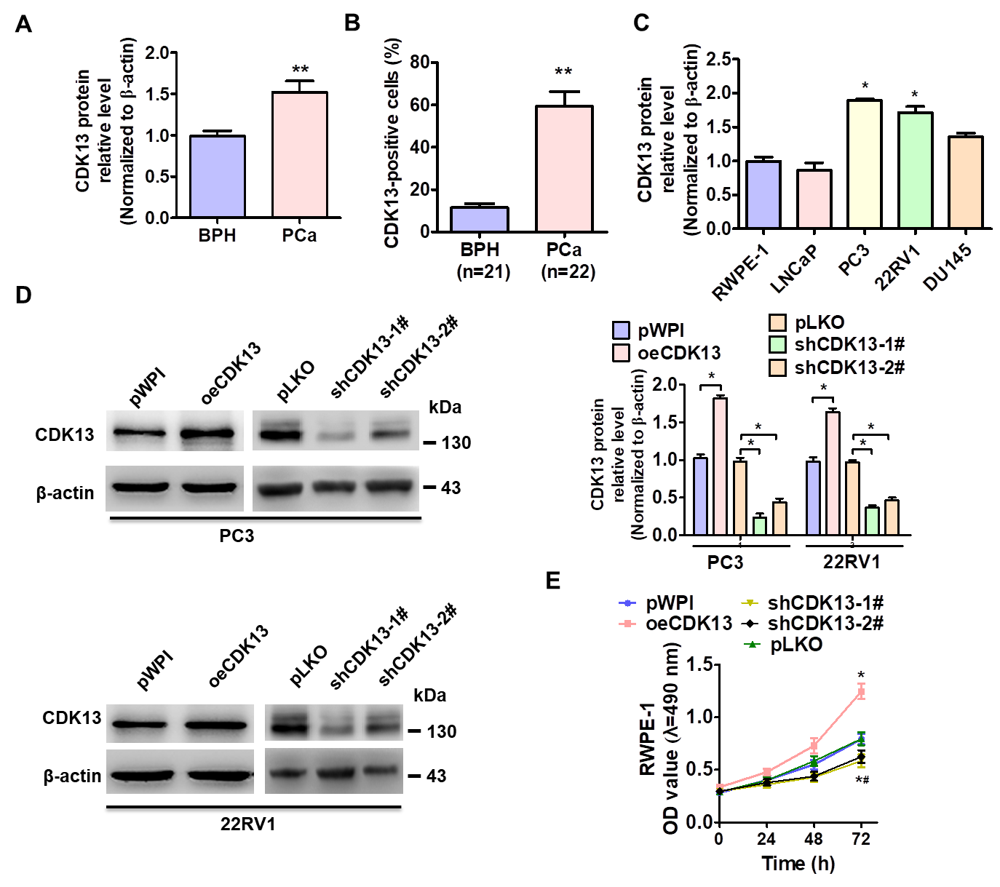 A
CDK13 protein
relative level
(Normalized to β-actin)
2.0
1.5
1.0
0.5
0.0
**
BPH
PCa
B
CDK13-positive cells (%)
80
60
40
20
0
**
BPH
PCa
(n=21)
(n=22)
C
CDK13 protein
relative level
(Normalized to β-actin)
2.5
2.0
1.5
1.0
0.5
0.0
*
*
RWPE-1
LNCaP
PC3
22RV1
DU145
D
pWPI
oeCDK13
pLKO
shCDK13-1#
shCDK13-2#
kDa
CDK13
130
β-actin
43
PC3
pWPI
oeCDK13
pLKO
shCDK13-1#
shCDK13-2#
kDa
CDK13
130
β-actin
43
22RV1
pWPI
oeCDK13
pLKO
shCDK13-1#
shCDK13-2#
CDK13 protein
relative level
(Normalized to β-actin)
2.0
1.5
1.0
0.5
0.0
*
*
*
*
*
*
1
2
PC3
22RV1
E
pWPI
oeCDK13
shCDK13-1#
shCDK13-2#
pLKO
RWPE-1
OD value (λ=490 nm)
1.5
1.0
0.5
0.0
*
*#
0
24
48
72
Time (h)